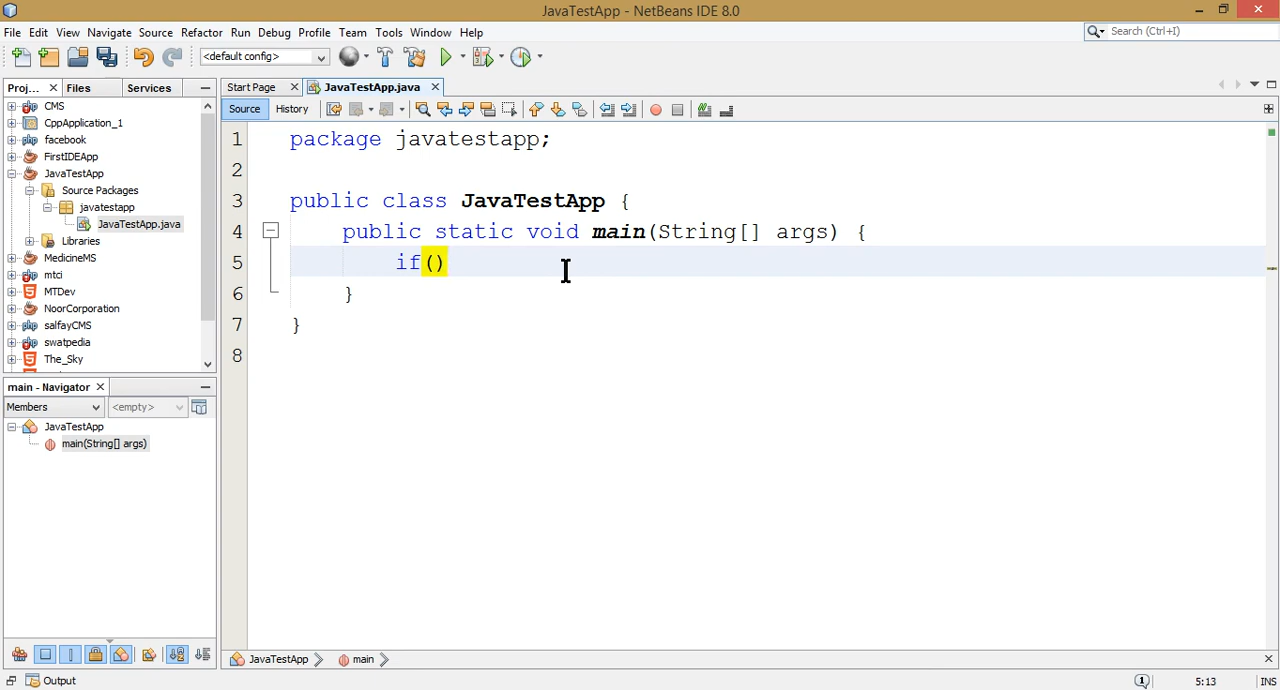 JavaTestApp - NetBeans IDE 8.0
File Edit View Navigate Source Refactor Run Debug Profile Team Tools Window Help
Search (Ctrl+I)
<default config>
Proj... Files Services
Start Page JavaTestApp.java
Source History
CMS
CppApplication_1
facebook
FirstIDEApp
JavaTestApp
Source Packages
javatestapp
JavaTestApp.java
Libraries
MedicineMS
mtci
MTDev
NoorCorporation
salfayCMS
swatpedia
The_Sky
1 package javatestapp;
2
3 public class JavaTestApp {
4 public static void main(String[] args) {
5 if()
6 }
7 }
8
main - Navigator
Members <empty>
JavaTestApp
main(String[] args)
JavaTestApp main
Output
1 5:13 INS